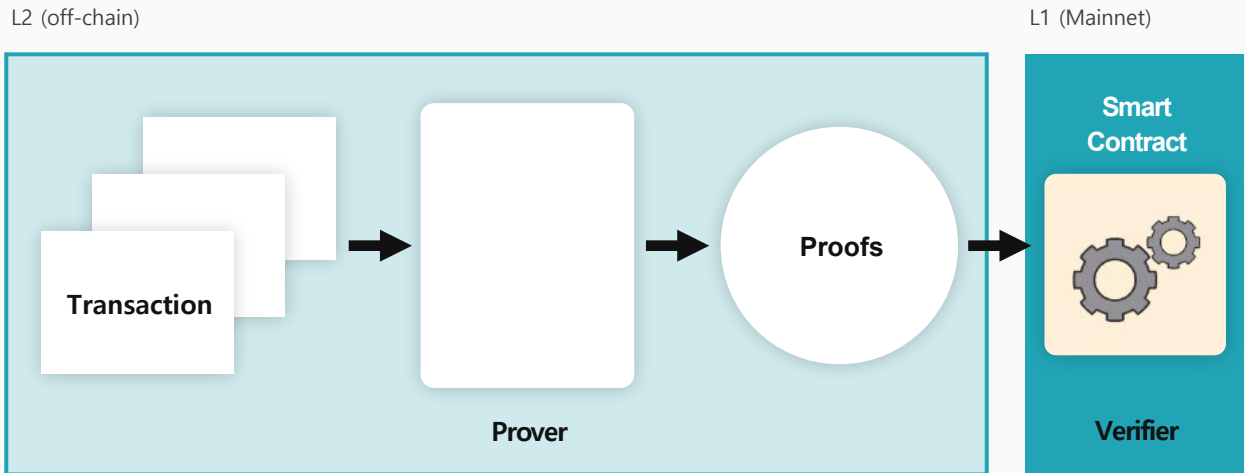 L2 (off-chain)
L1 (Mainnet)
Smart
Contract
Transaction
Proofs
Prover
Verifier